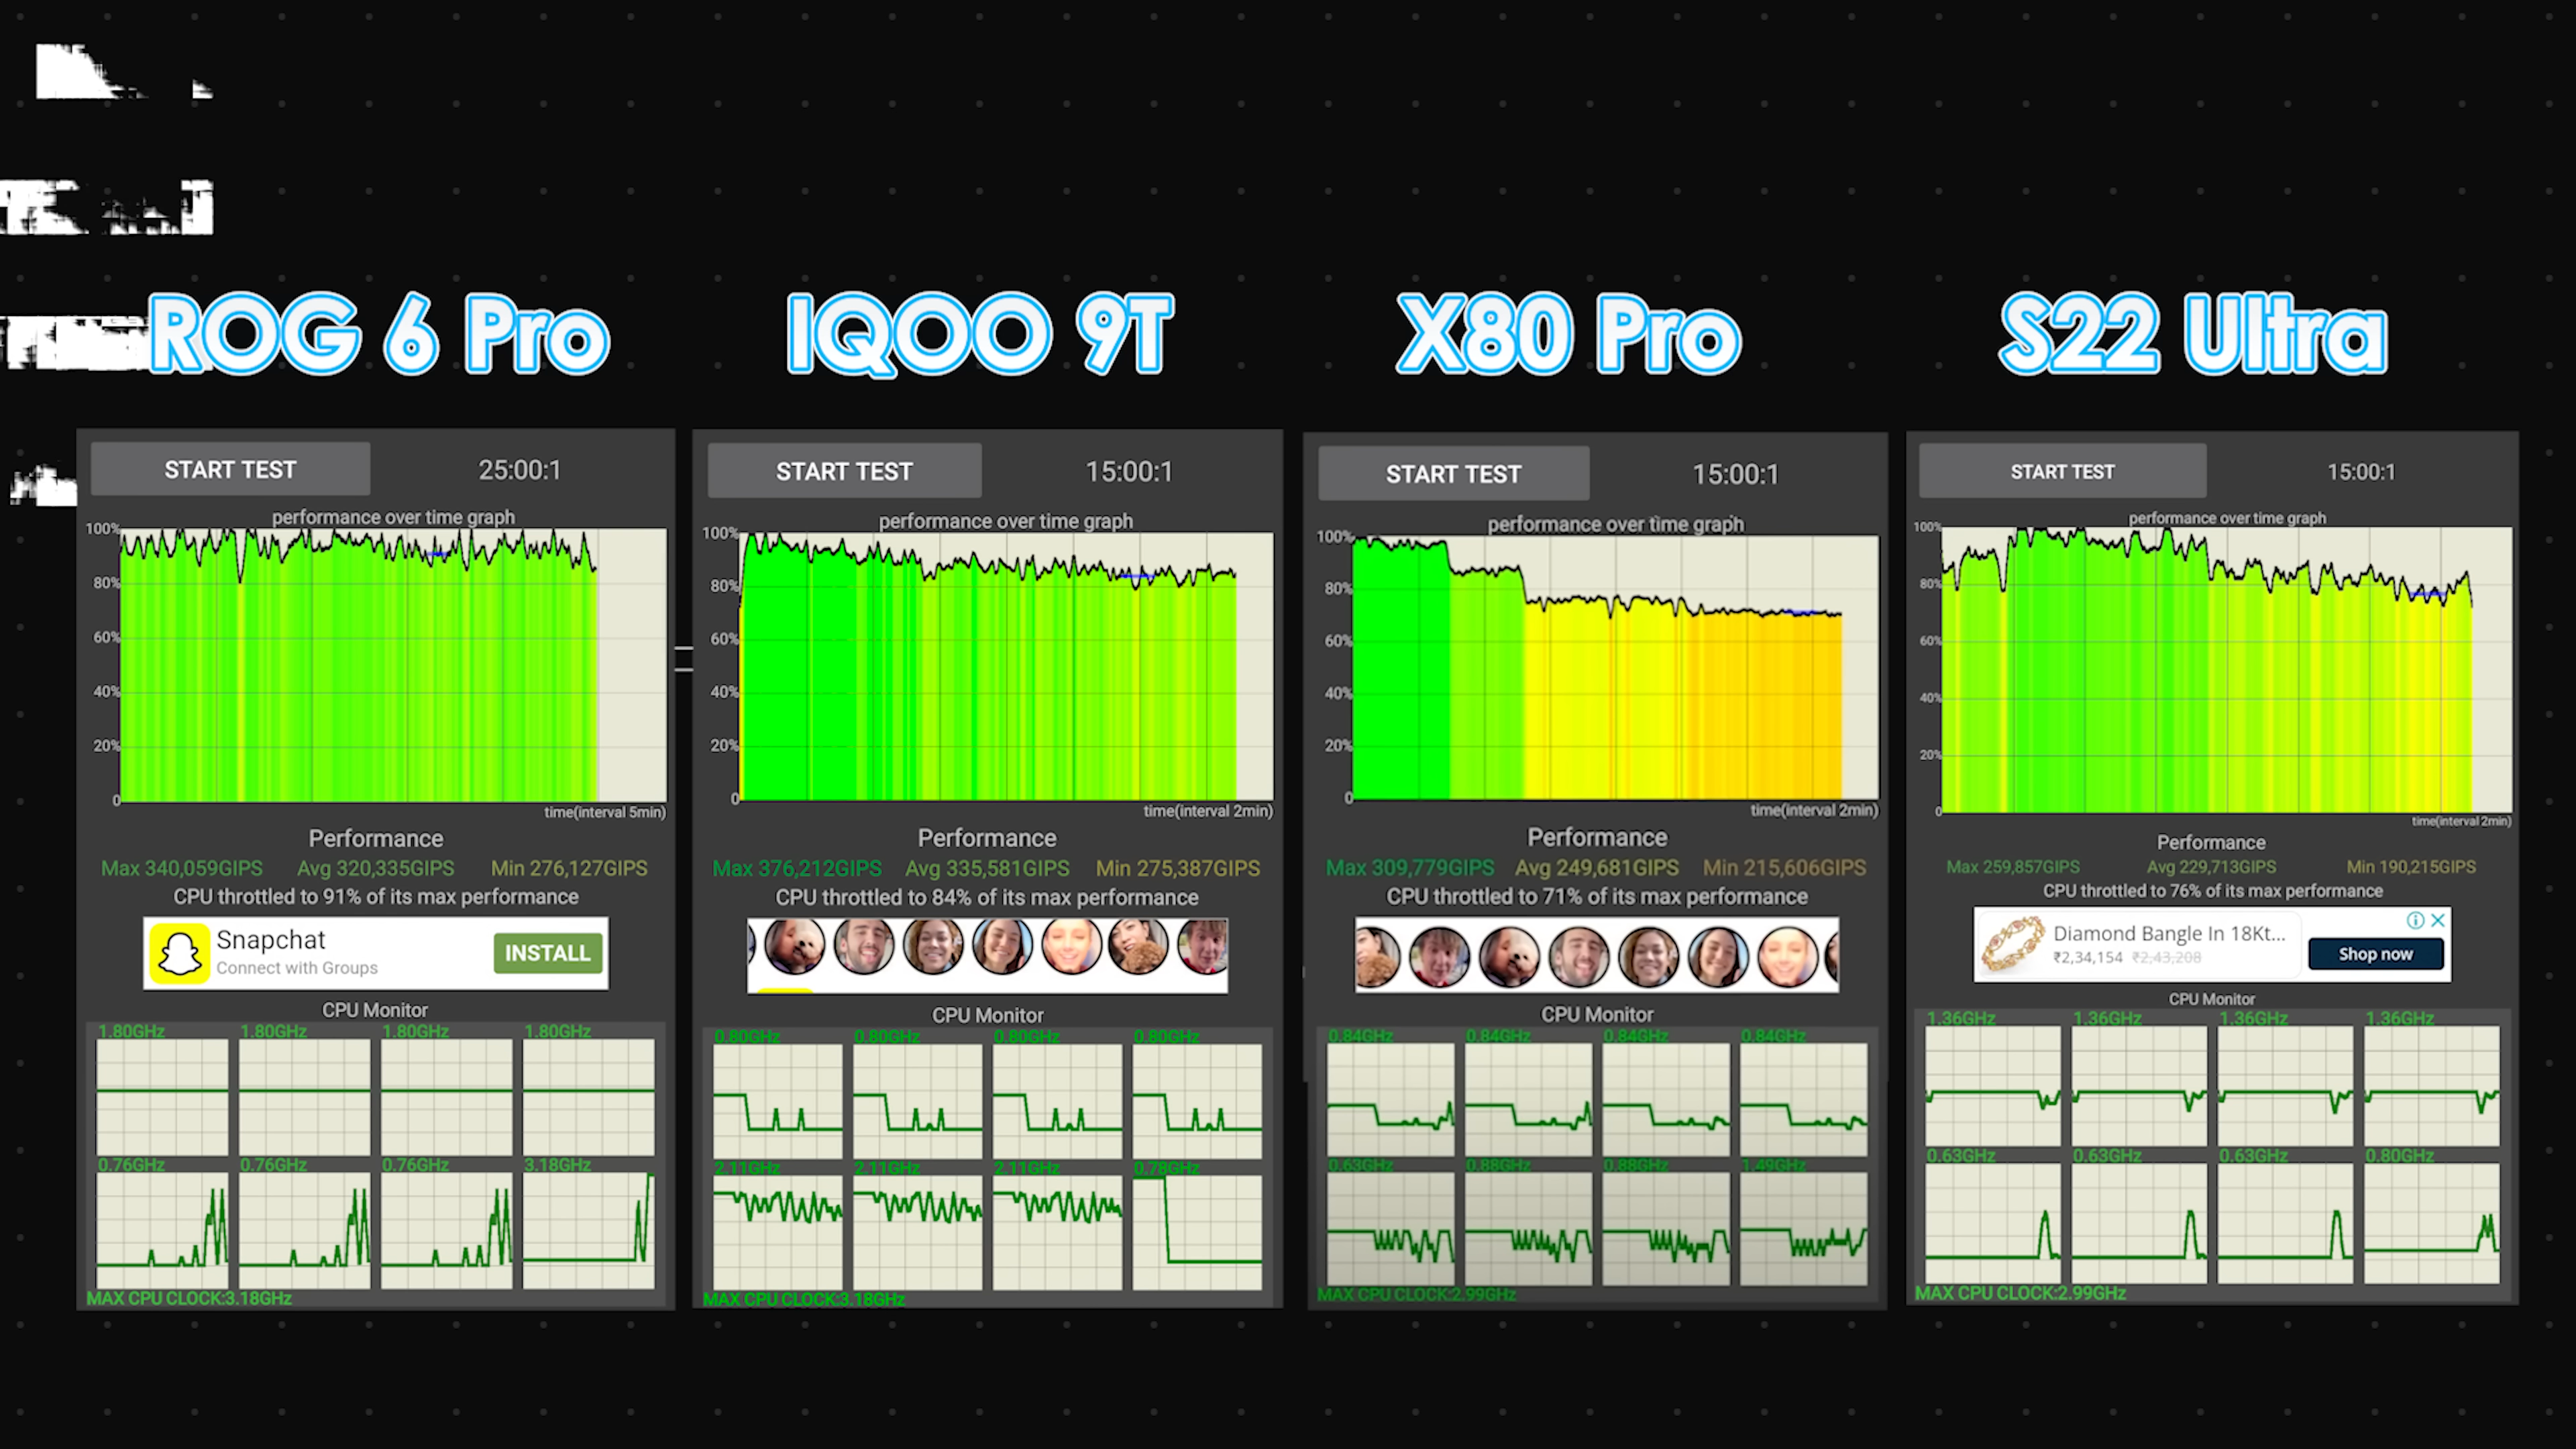 ROG 6 Pro
IQOO 9T
X80 Pro
S22 Ultra
START TEST
25:00:1
performance over time graph
100%
80%
60%
40%
20%
0
time(interval 5min)
Performance
Max 340,059GIPS Avg 320,335GIPS Min 276,127GIPS
CPU throttled to 91% of its max performance
Snapchat
Connect with Groups
INSTALL
CPU Monitor
1.80GHz 1.80GHz 1.80GHz 1.80GHz
0.76GHz 0.76GHz 0.76GHz 3.18GHz
MAX CPU CLOCK:3.18GHz
START TEST
15:00:1
performance over time graph
100%
80%
60%
40%
20%
0
time(interval 2min)
Performance
Max 376,212GIPS Avg 335,581GIPS Min 275,387GIPS
CPU throttled to 84% of its max performance
CPU Monitor
0.80GHz 0.80GHz 0.80GHz 0.80GHz
2.11GHz 2.11GHz 2.11GHz 0.78GHz
MAX CPU CLOCK:3.18GHz
START TEST
15:00:1
performance over time graph
100%
80%
60%
40%
20%
0
time(interval 2min)
Performance
Max 309,779GIPS Avg 249,681GIPS Min 215,606GIPS
CPU throttled to 71% of its max performance
CPU Monitor
0.84GHz 0.84GHz 0.84GHz 0.84GHz
0.63GHz 0.88GHz 0.88GHz 1.49GHz
MAX CPU CLOCK:2.99GHz
START TEST
15:00:1
performance over time graph
100%
80%
60%
40%
20%
0
time(interval 2min)
Performance
Max 259,857GIPS Avg 229,713GIPS Min 190,215GIPS
CPU throttled to 76% of its max performance
Diamond Bangle In 18Kt...
₹2,34,154 ₹2,43,208
Shop now
CPU Monitor
1.36GHz 1.36GHz 1.36GHz 1.36GHz
0.63GHz 0.63GHz 0.63GHz 0.80GHz
MAX CPU CLOCK:2.99GHz